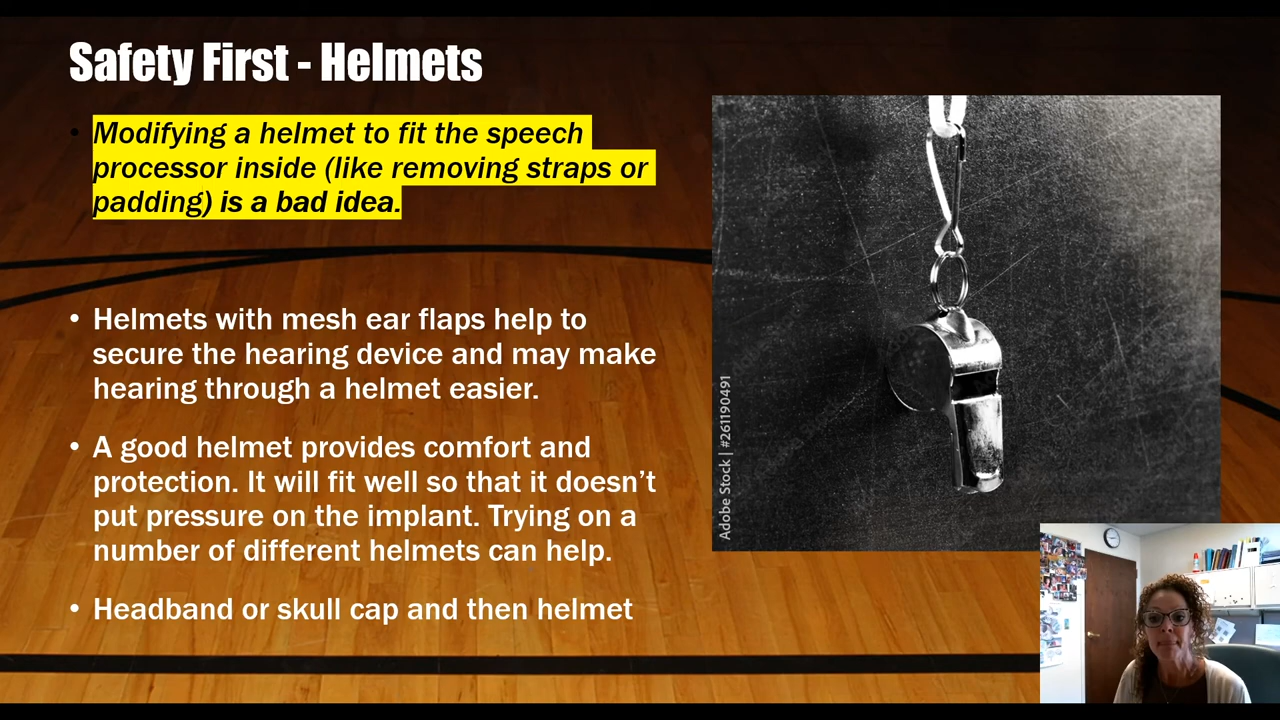 Safety First - Helmets
• Modifying a helmet to fit the speech
processor inside (like removing straps or
padding) is a bad idea.
• Helmets with mesh ear flaps help to
secure the hearing device and may make
hearing through a helmet easier.
• A good helmet provides comfort and
protection. It will fit well so that it doesn’t
put pressure on the implant. Trying on a
number of different helmets can help.
• Headband or skull cap and then helmet
Adobe Stock | #261190491